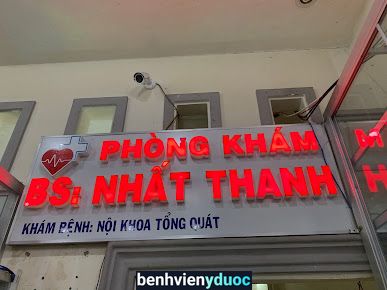 PHÒNG KHÁM
BS: NHẤT THANH
KHÁM BỆNH: NỘI KHOA TỔNG QUÁT
benhvienyduoc